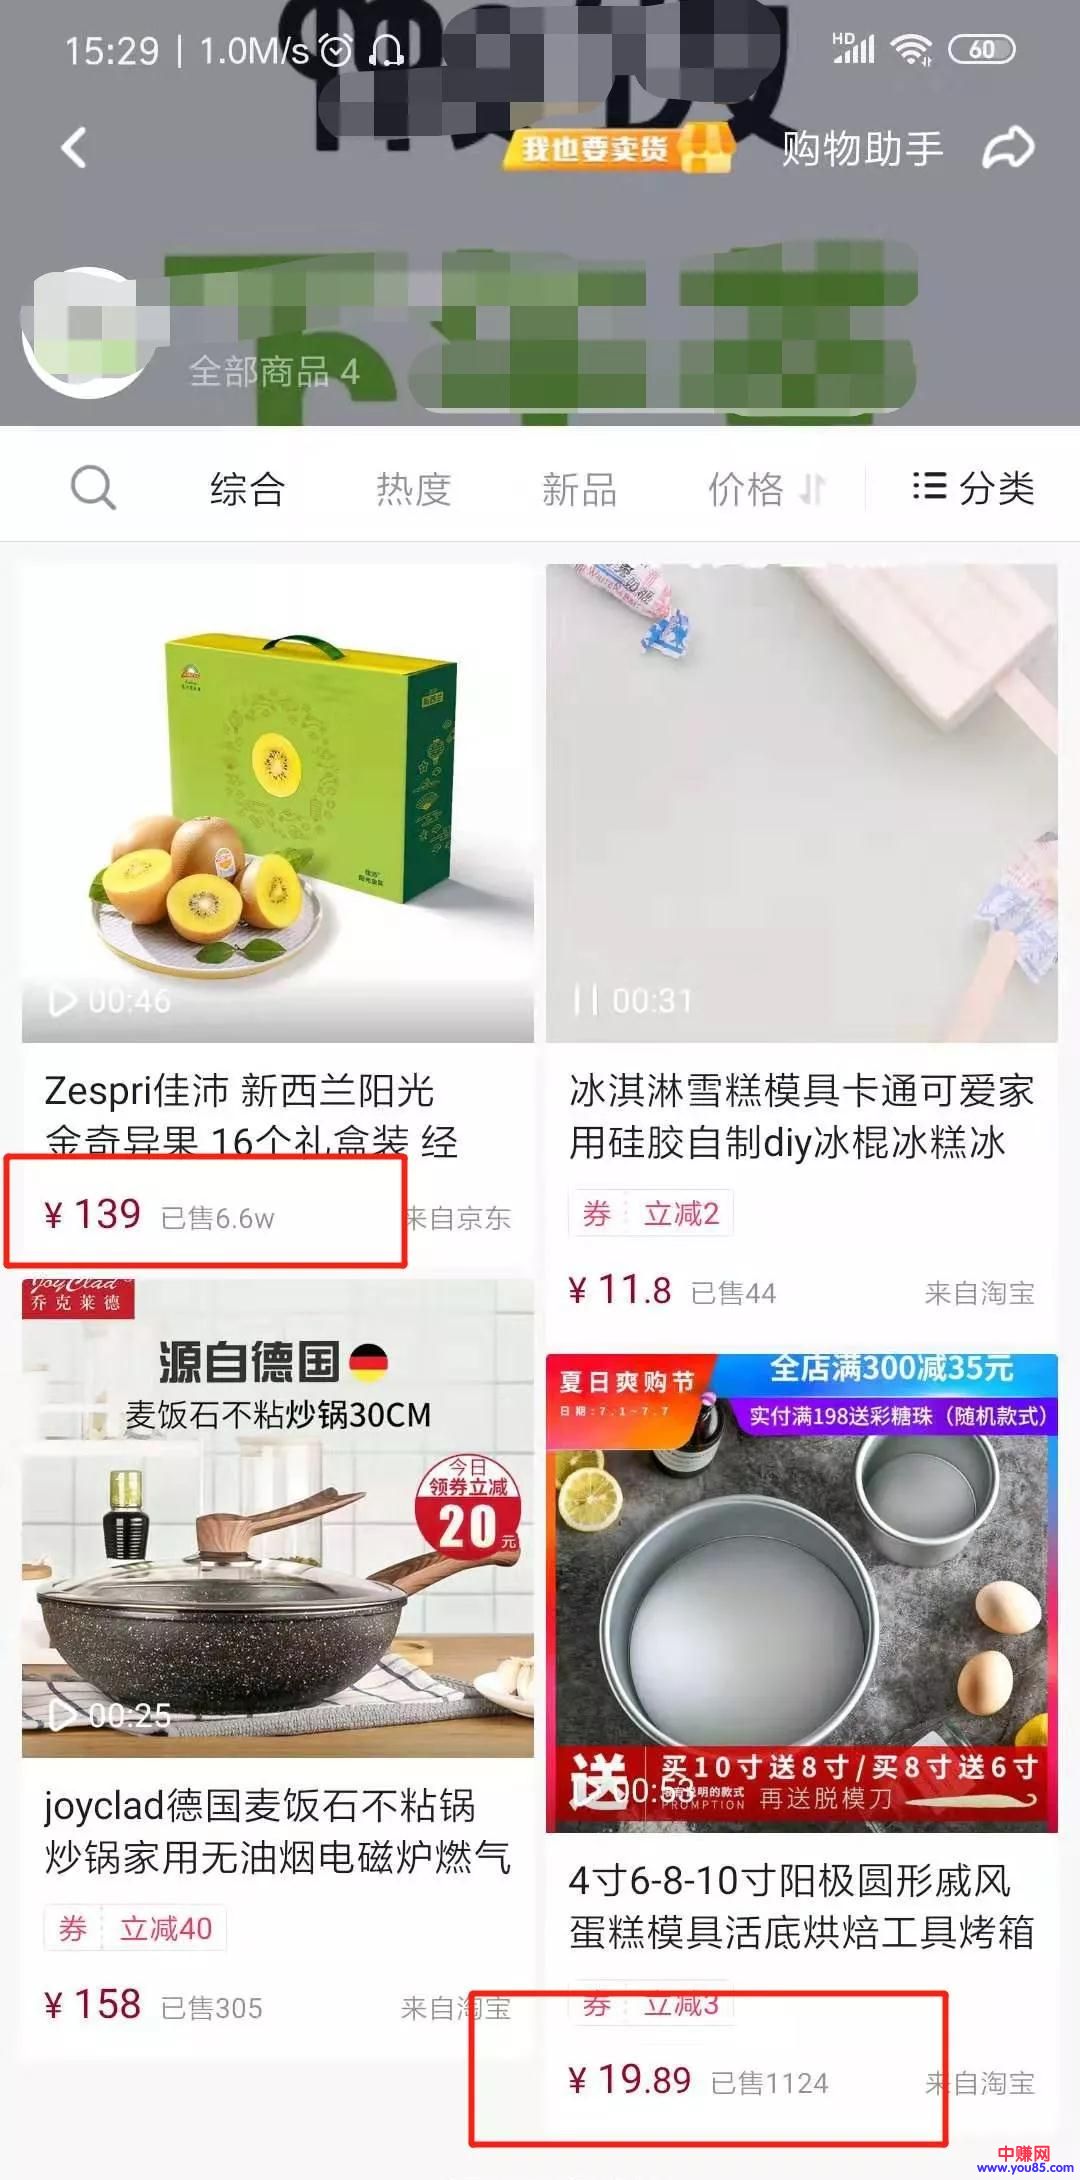 15:29 | 1.0M/s
HD
60
我也要卖货
购物助手
全部商品 4
综合
热度
新品
价格
分类
00:46
00:31
Zespri佳沛 新西兰阳光
金奇异果 16个礼盒装 经
¥ 139 已售6.6w 来自京东
冰淇淋雪糕模具卡通可爱家
用硅胶自制diy冰棍冰糕冰
券 立减2
¥ 11.8 已售44 来自淘宝
JoyClad
乔克莱德
源自德国
麦饭石不粘炒锅30CM
今日
领券立减
20元
00:25
joyclad德国麦饭石不粘锅
炒锅家用无油烟电磁炉燃气
券 立减40
¥ 158 已售305 来自淘宝
夏日爽购节
日期:7.1-7.7
全店满300减35元
实付满198送彩糖珠（随机款式）
送
买10寸送8寸/买8寸送6寸
00:53
PROMPTION
再送脱模刀
4寸6-8-10寸阳极圆形戚风
蛋糕模具活底烘焙工具烤箱
券 立减3
¥ 19.89 已售1124 来自淘宝
中赚网
www.you85.com